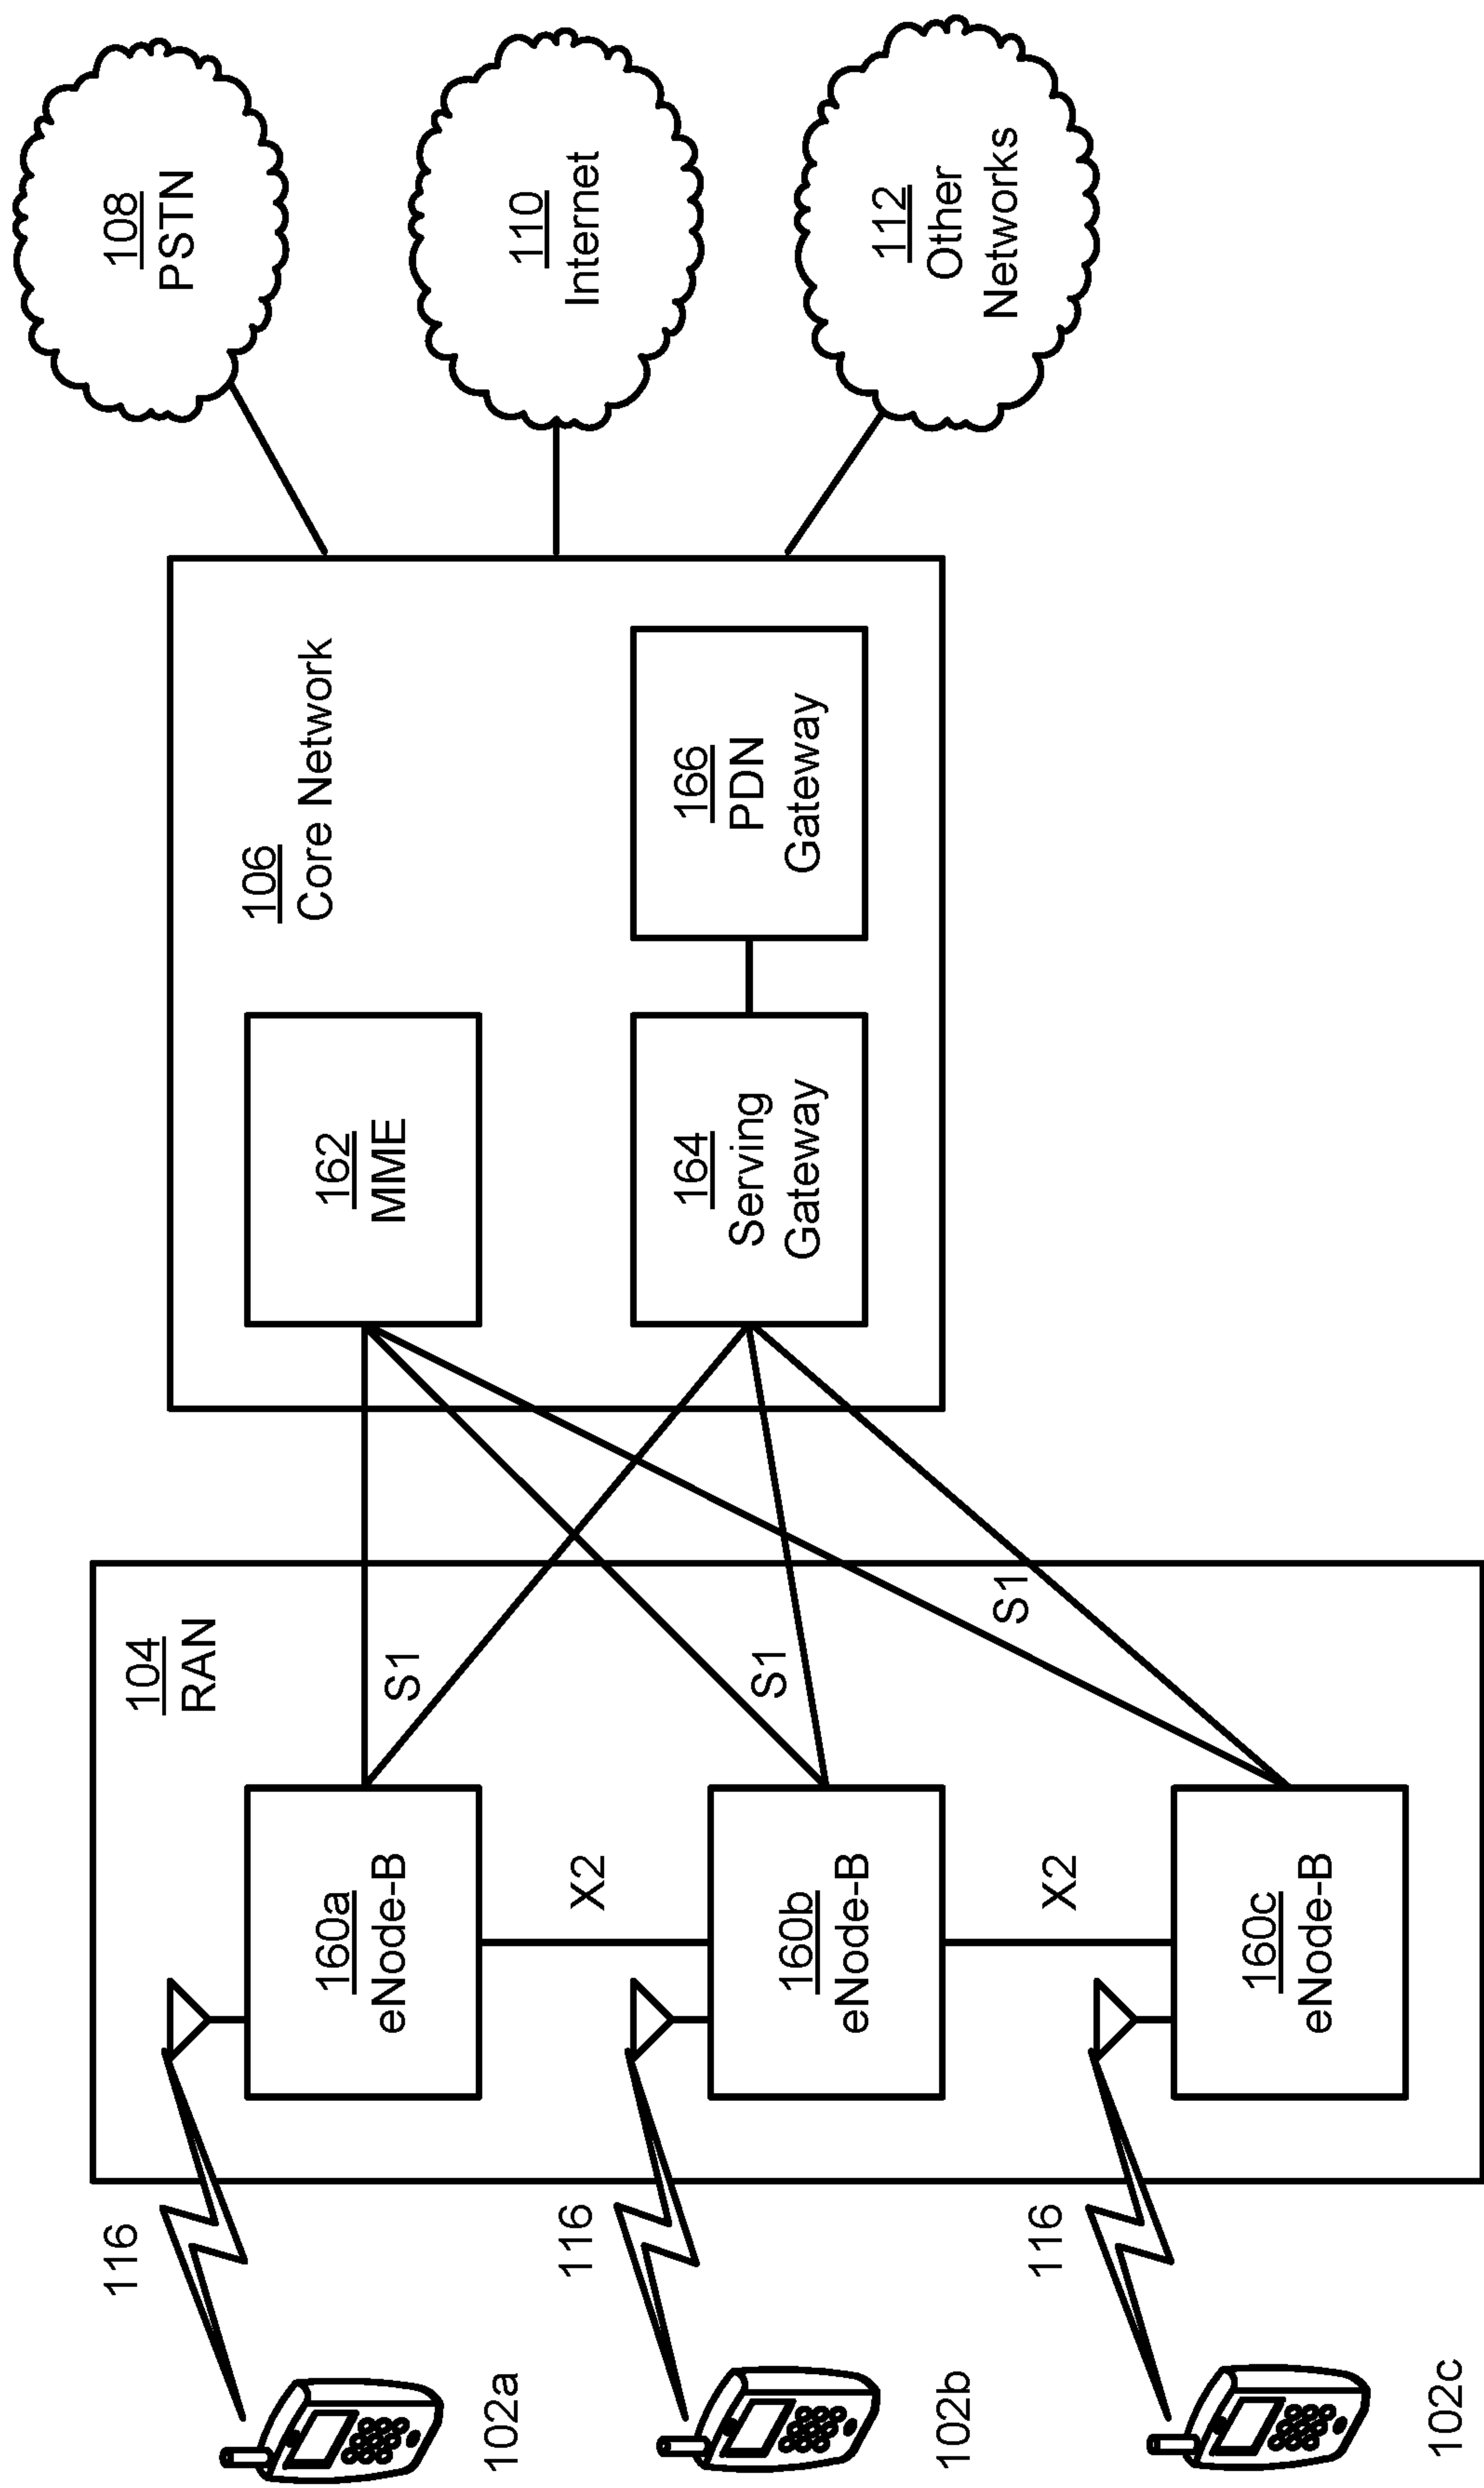 116
102a
116
102b
116
102c
104
RAN
160a
eNode-B
S1
X2
160b
eNode-B
S1
X2
160c
eNode-B
S1
106
Core Network
162
MME
164
Serving
Gateway
166
PDN
Gateway
108
PSTN
110
Internet
112
Other
Networks